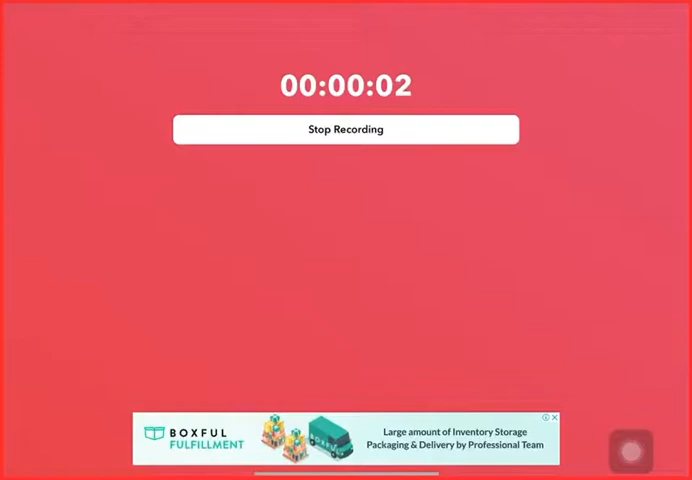 00:00:02
Stop Recording
BOXFUL
FULFILLMENT
Large amount of Inventory Storage
Packaging & Delivery by Professional Team